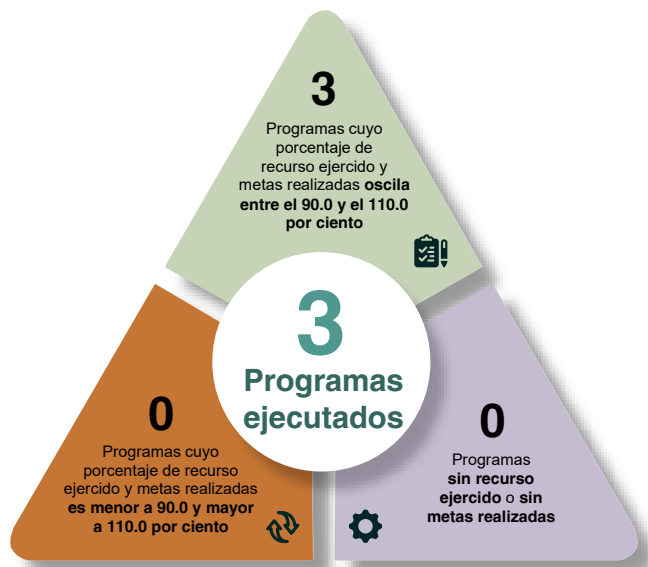 3
Programas cuyo
porcentaje de
recurso ejercido y
metas realizadas oscila
entre el 90.0 y el 110.0
por ciento
3
Programas
ejecutados
0
Programas cuyo
porcentaje de recurso
ejercido y metas realizadas
es menor a 90.0 y mayor
a 110.0 por ciento
0
Programas
sin recurso
ejercido o sin
metas realizadas